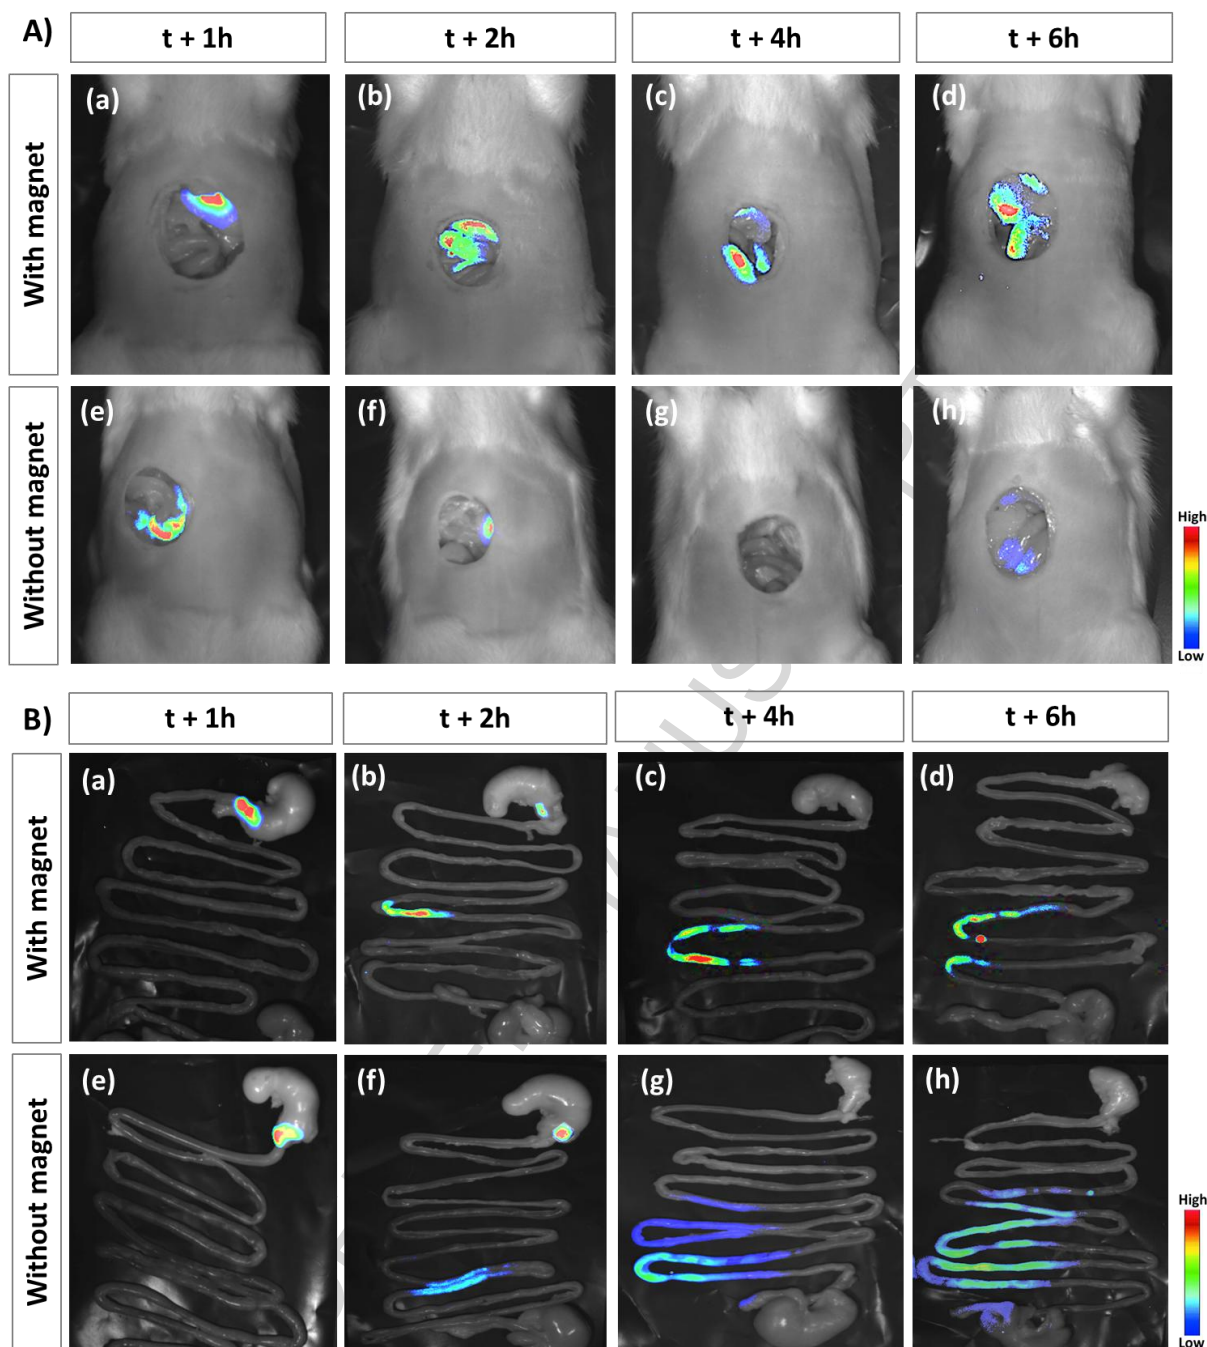 A)
t + 1h
t + 2h
t + 4h
t + 6h
With magnet
(a)
(b)
(c)
(d)
Without magnet
(e)
(f)
(g)
(h)
High
Low
B)
t + 1h
t + 2h
t + 4h
t + 6h
With magnet
(a)
(b)
(c)
(d)
Without magnet
(e)
(f)
(g)
(h)
High
Low